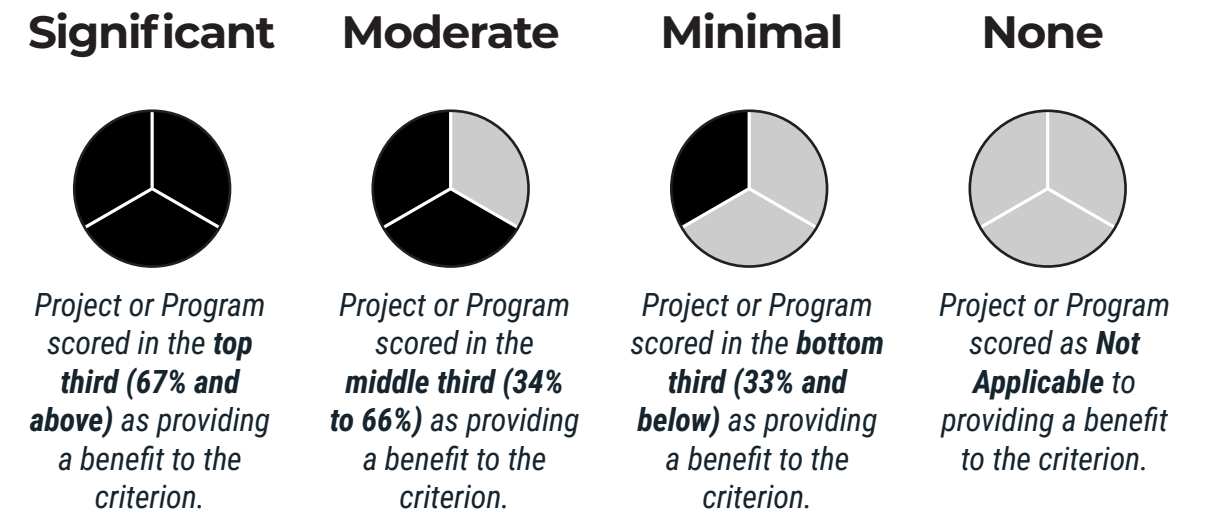 Significant
Moderate
Minimal
None
Project or Program
scored in the top
third (67% and
above) as providing
a benefit to the
criterion.
Project or Program
scored in the
middle third (34%
to 66%) as providing
a benefit to the
criterion.
Project or Program
scored in the bottom
third (33% and
below) as providing
a benefit to the
criterion.
Project or Program
scored as Not
Applicable to
providing a benefit
to the criterion.